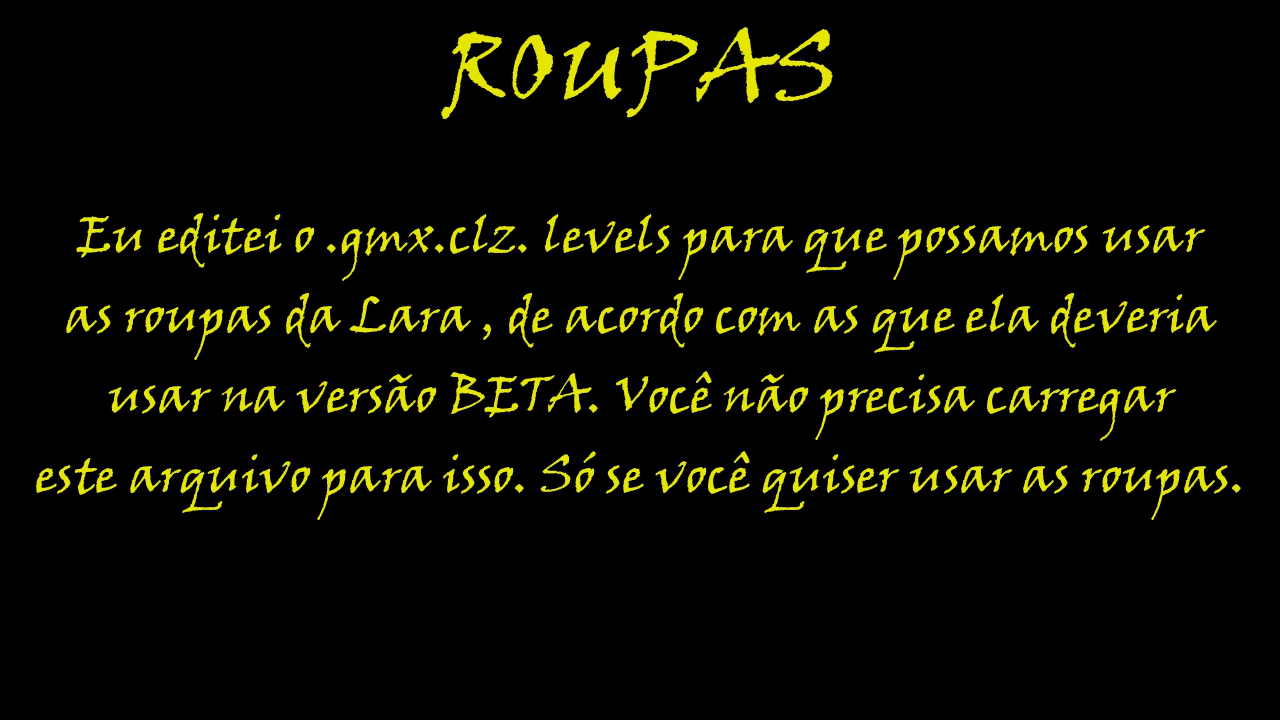 ROUPAS
Eu editei o .gmx.clz. levels para que possamos usar
as roupas da Lara , de acordo com as que ela deveria
usar na versão BETA. Você não precisa carregar
este arquivo para isso. Só se você quiser usar as roupas.